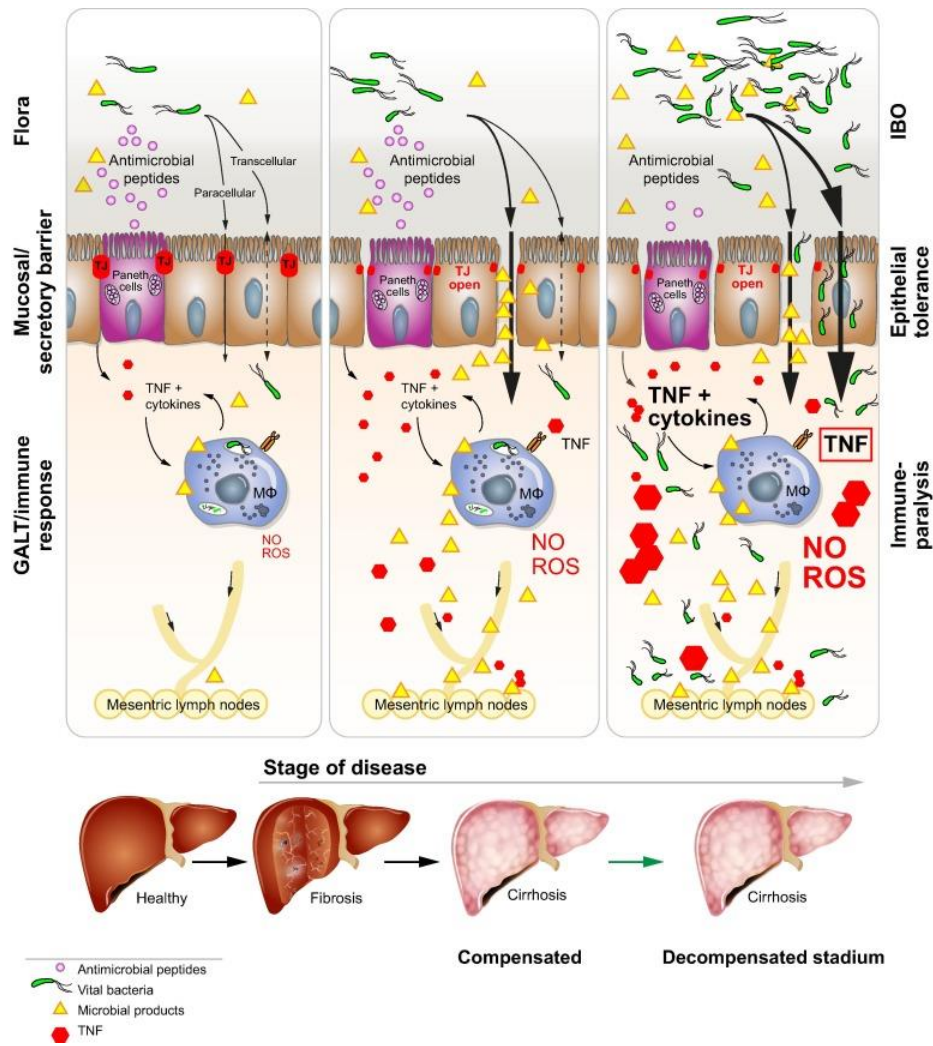 Flora
Mucosal/
secretory barrier
GALT/immune
response
Antimicrobial
peptides
Transcellular
Paracellular
TJ
TJ
TJ
TJ
Paneth
cells
TNF +
cytokines
MΦ
NO
ROS
Mesentric lymph nodes
Antimicrobial
peptides
Paneth
cells
TJ
open
TNF +
cytokines
TNF
MΦ
NO
ROS
Mesentric lymph nodes
Antimicrobial
peptides
Paneth
cells
TJ
open
TNF +
cytokines
TNF
MΦ
NO
ROS
Mesentric lymph nodes
IBO
Epithelial
tolerance
Immune-
paralysis
Stage of disease
Healthy
Fibrosis
Cirrhosis
Cirrhosis
Compensated
Decompensated stadium
Antimicrobial peptides
Vital bacteria
Microbial products
TNF